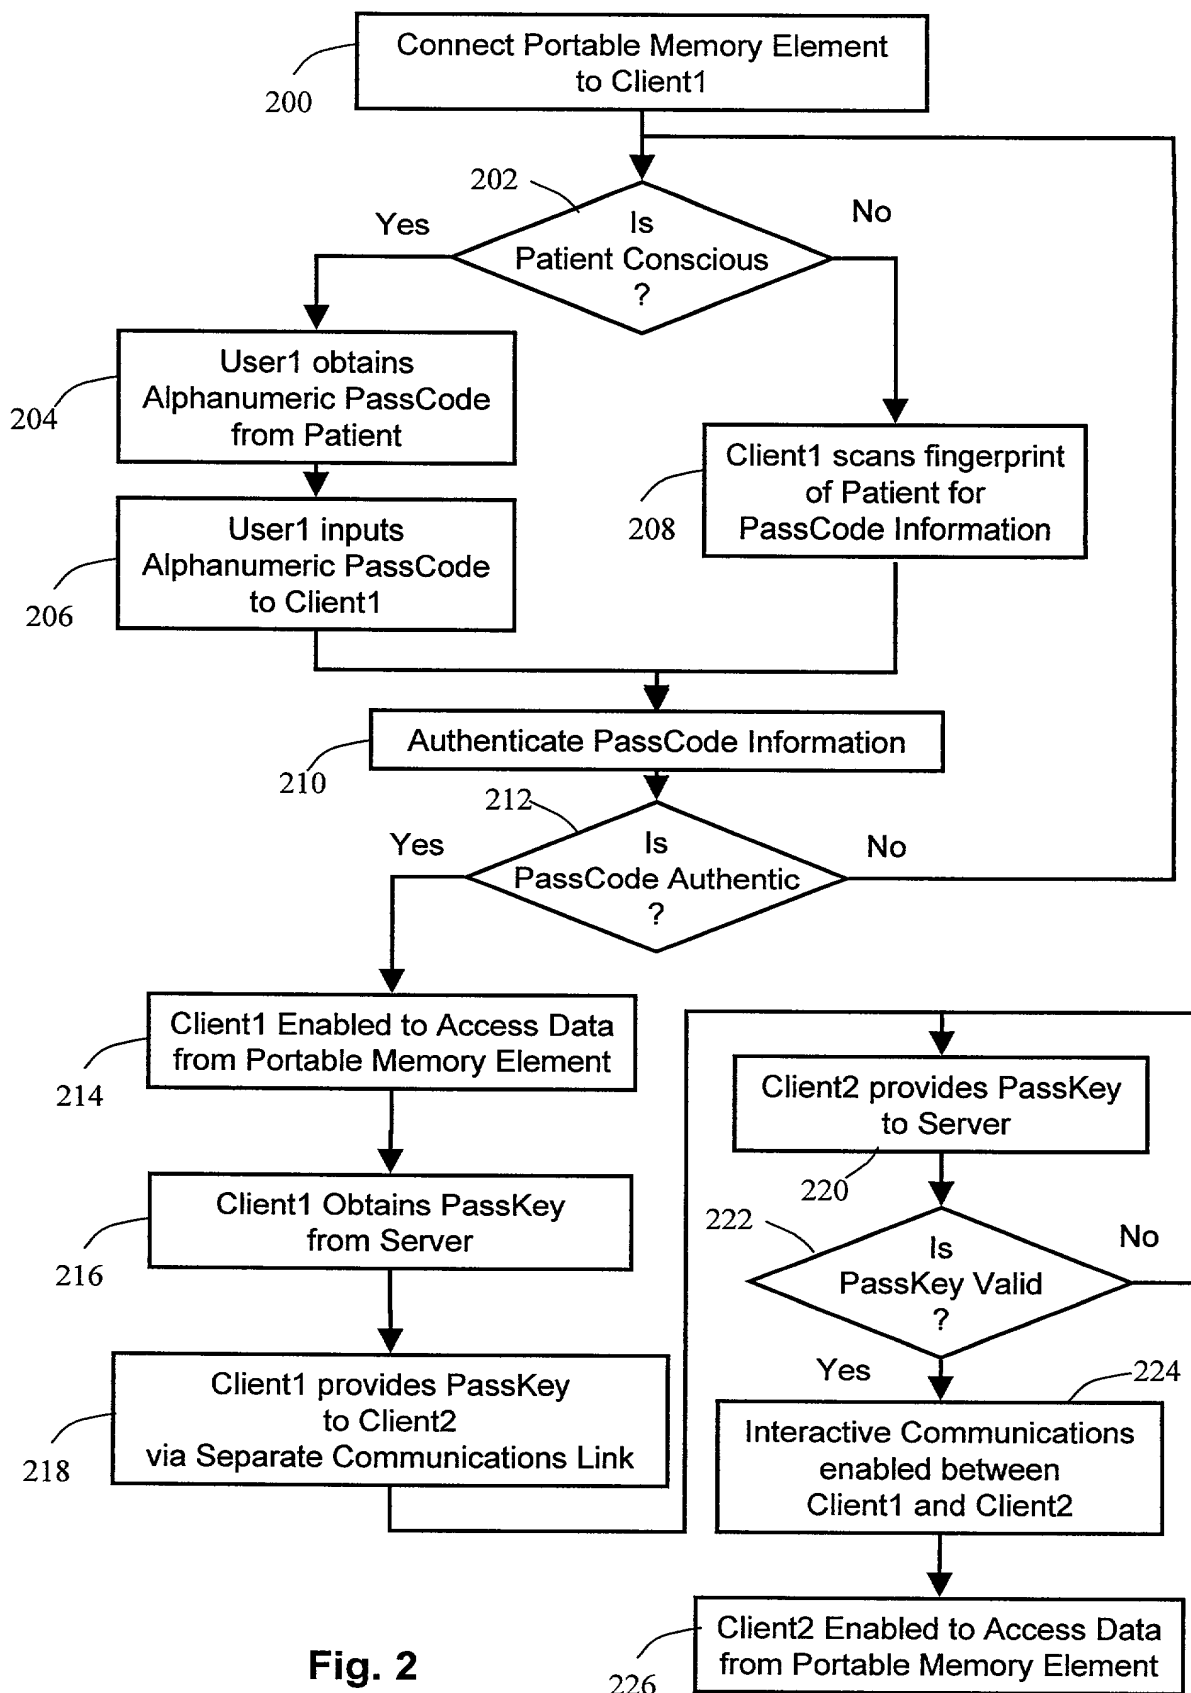 Connect Portable Memory Element
to Client1
200
202
Yes
No
Is
Patient Conscious
?
User1 obtains
Alphanumeric PassCode
from Patient
204
Client1 scans fingerprint
of Patient for
PassCode Information
208
User1 inputs
Alphanumeric PassCode
to Client1
206
Authenticate PassCode Information
210
212
Yes
No
Is
PassCode Authentic
?
Client1 Enabled to Access Data
from Portable Memory Element
214
Client1 Obtains PassKey
from Server
216
Client1 provides PassKey
to Client2
via Separate Communications Link
218
Client2 provides PassKey
to Server
220
222
No
Is
PassKey Valid
?
Yes
224
Interactive Communications
enabled between
Client1 and Client2
Client2 Enabled to Access Data
from Portable Memory Element
226
Fig. 2